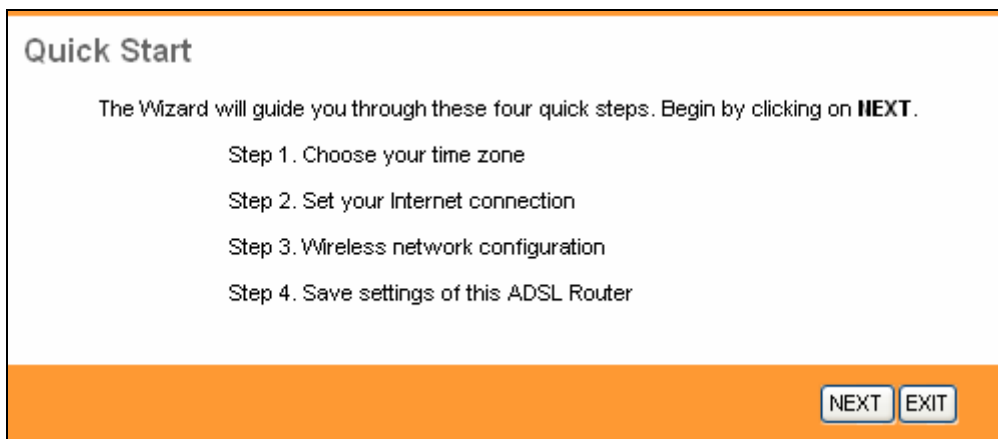 Quick Start
The Wizard will guide you through these four quick steps. Begin by clicking on NEXT.
Step 1. Choose your time zone
Step 2. Set your Internet connection
Step 3. Wireless network configuration
Step 4. Save settings of this ADSL Router
NEXT EXIT